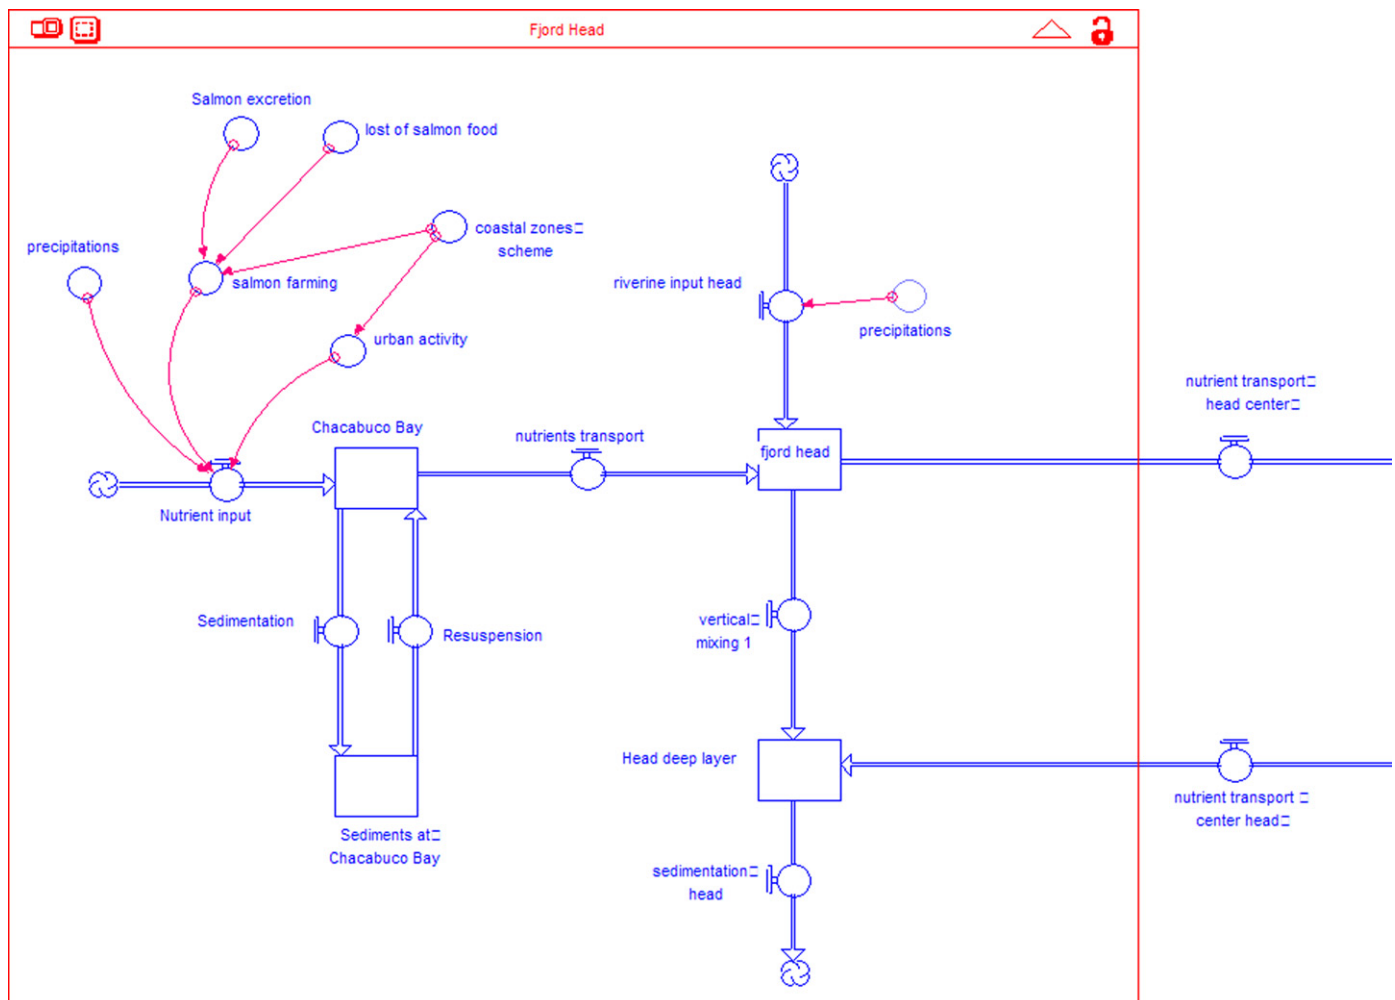 Fjord Head
Salmon excretion
lost of salmon food
precipitations
coastal zones
scheme
salmon farming
urban activity
riverine input head
precipitations
nutrient transport
head center
Chacabuco Bay
nutrients transport
fjord head
Nutrient input
Sedimentation
Resuspension
vertical
mixing 1
Head deep layer
nutrient transport
center head
Sediments at
Chacabuco Bay
sedimentation
head